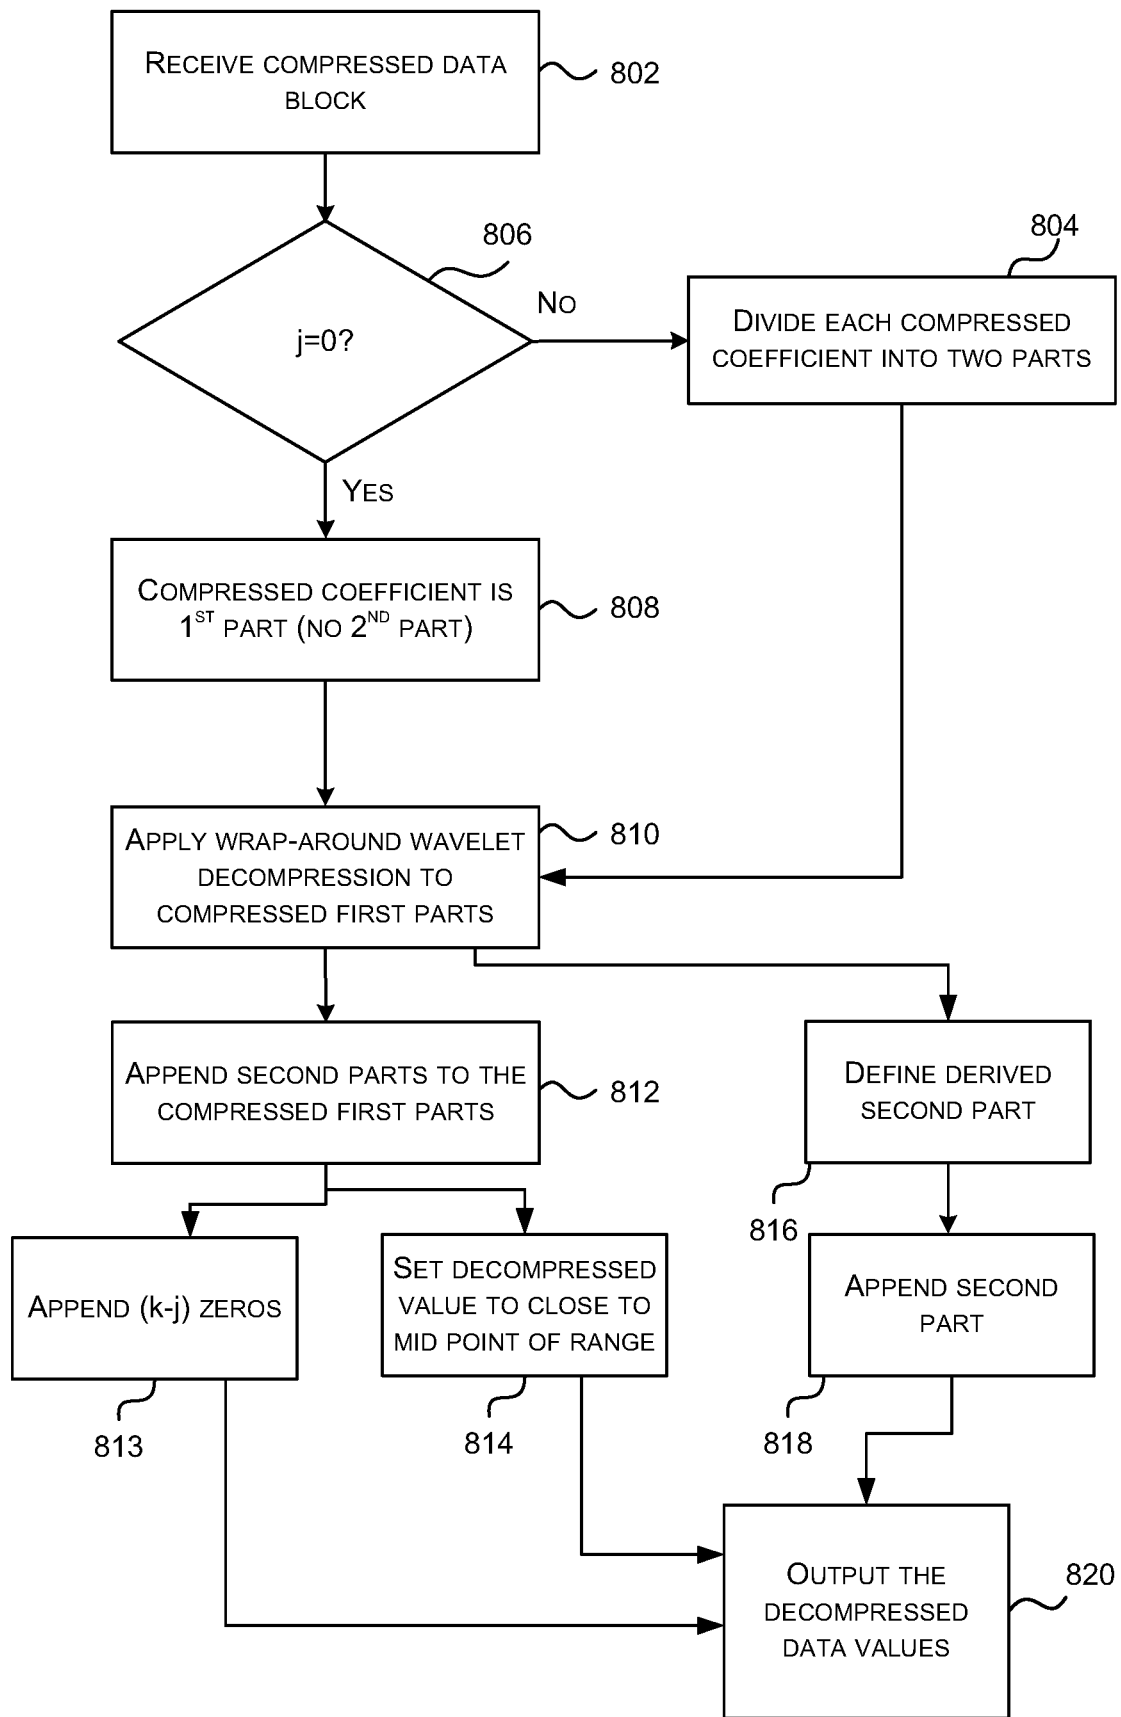 RECEIVE COMPRESSED DATA
BLOCK
802
806
j=0?
NO
804
DIVIDE EACH COMPRESSED
COEFFICIENT INTO TWO PARTS
YES
COMPRESSED COEFFICIENT IS
1ST PART (NO 2ND PART)
808
APPLY WRAP-AROUND WAVELET
DECOMPRESSION TO
COMPRESSED FIRST PARTS
810
APPEND SECOND PARTS TO THE
COMPRESSED FIRST PARTS
812
DEFINE DERIVED
SECOND PART
816
APPEND (k-j) ZEROS
813
SET DECOMPRESSED
VALUE TO CLOSE TO
MID POINT OF RANGE
814
APPEND SECOND
PART
818
OUTPUT THE
DECOMPRESSED
DATA VALUES
820